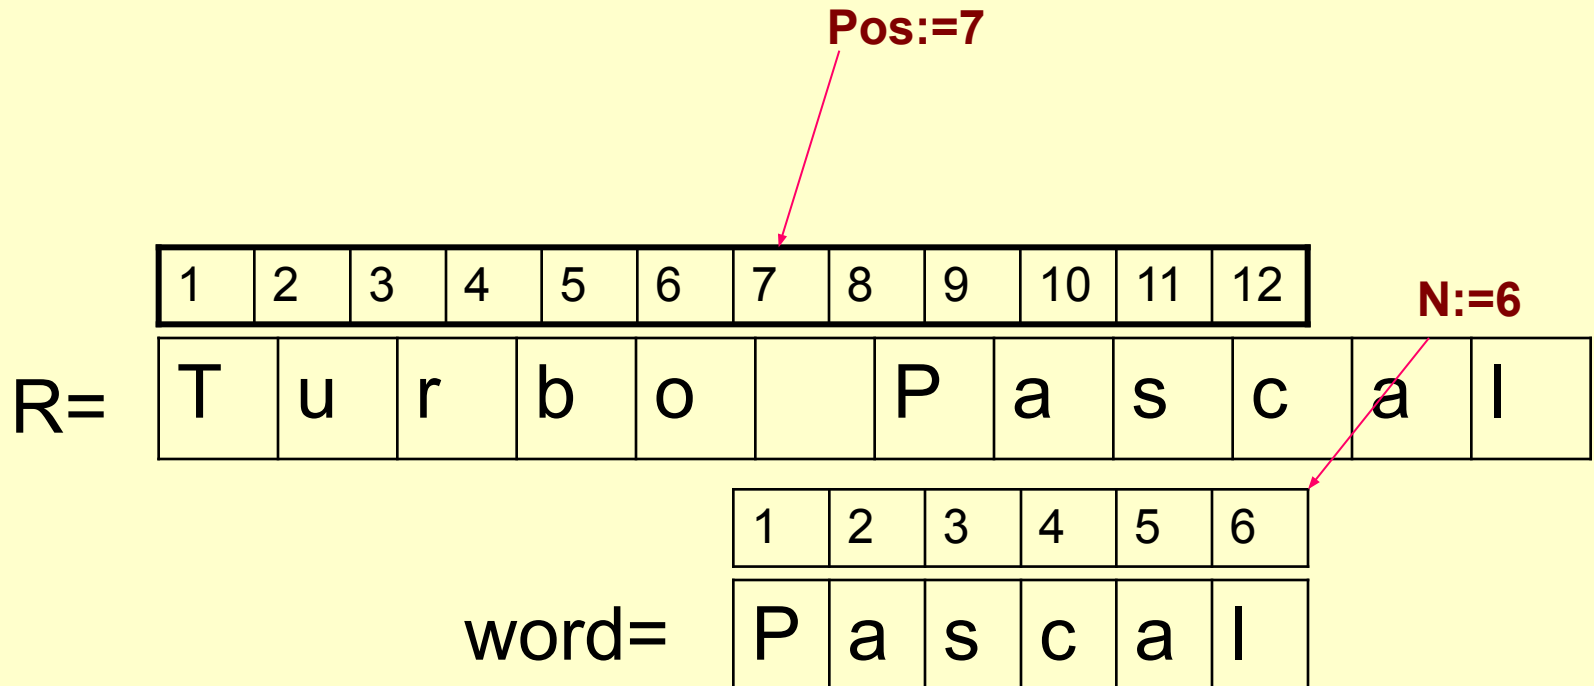 Pos:=7
1 2 3 4 5 6 7 8 9 10 11 12
N:=6
R= T u r b o P a s c a l
1 2 3 4 5 6
word= P a s c a l